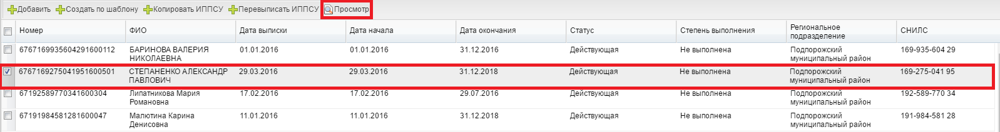 Добавить Создать по шаблону Копировать ИППСУ Перевыписать ИППСУ Просмотр
Номер ФИО Дата выписки Дата начала Дата окончания Статус Степень выполнения Региональное подразделение СНИЛС
6767169935604291600112 БАРИНОВА ВАЛЕРИЯ 01.01.2016 01.01.2016 31.12.2016 Действующая Не выполнена Подпорожский 169-935-604 29
НИКОЛАЕВНА муниципальный район
6767169275041951600501 СТЕПАНЕНКО АЛЕКСАНДР 29.03.2016 29.03.2016 31.12.2018 Действующая Не выполнена Подпорожский 169-275-041 95
ПАВЛОВИЧ муниципальный район
67192589770341600304 Липатникова Мария 17.02.2016 17.02.2016 29.07.2016 Действующая Не выполнена Подпорожский 192-589-770 34
Романовна муниципальный район
67191984581281600047 Малютина Карина 11.01.2016 11.01.2016 31.12.2018 Действующая Не выполнена Подпорожский 191-984-581 28
Денисовна муниципальный район